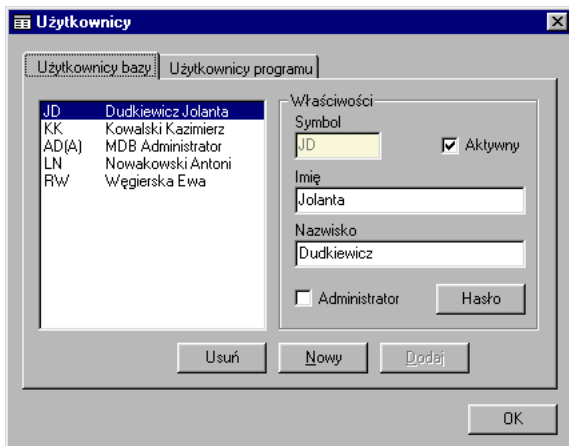 Użytkownicy
Użytkownicy bazy Użytkownicy programu
JD Dudkiewicz Jolanta
KK Kowalski Kazimierz
AD(A) MDB Administrator
LN Nowakowski Antoni
RW Węgierska Ewa
Właściwości
Symbol
JD Aktywny
Imię
Jolanta
Nazwisko
Dudkiewicz
Administrator Hasło
Usuń Nowy Dodaj
OK